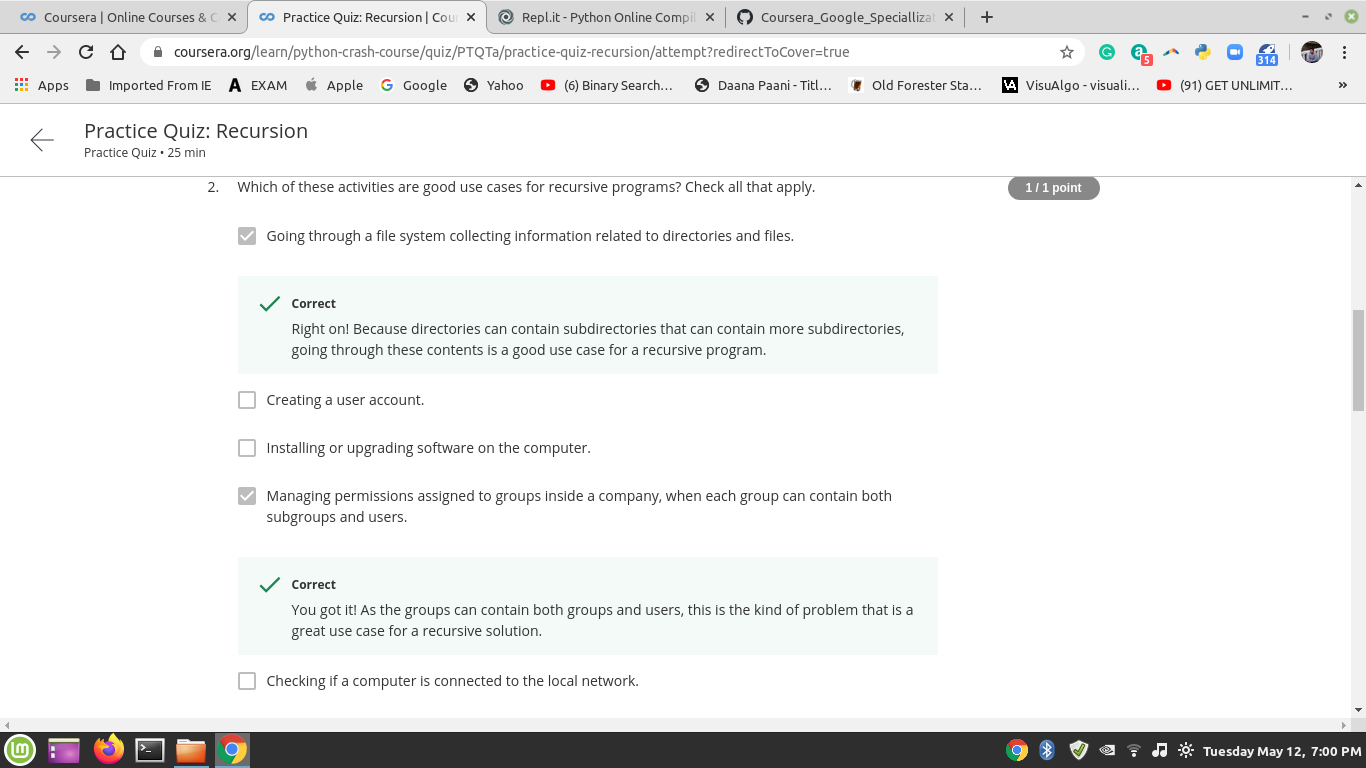 Coursera | Online Courses & C
Practice Quiz: Recursion | Cou
Repl.it - Python Online Compil
Coursera_Google_Speciallizat
coursera.org/learn/python-crash-course/quiz/PTQTa/practice-quiz-recursion/attempt?redirectToCover=true
5
314
Apps
Imported From IE
EXAM
Apple
Google
Yahoo
(6) Binary Search...
Daana Paani - Titl...
Old Forester Sta...
VisuAlgo - visuali...
(91) GET UNLIMIT...
»
Practice Quiz: Recursion
Practice Quiz • 25 min
2. Which of these activities are good use cases for recursive programs? Check all that apply.
1 / 1 point
Going through a file system collecting information related to directories and files.
Correct
Right on! Because directories can contain subdirectories that can contain more subdirectories,
going through these contents is a good use case for a recursive program.
Creating a user account.
Installing or upgrading software on the computer.
Managing permissions assigned to groups inside a company, when each group can contain both
subgroups and users.
Correct
You got it! As the groups can contain both groups and users, this is the kind of problem that is a
great use case for a recursive solution.
Checking if a computer is connected to the local network.
Tuesday May 12, 7:00 PM